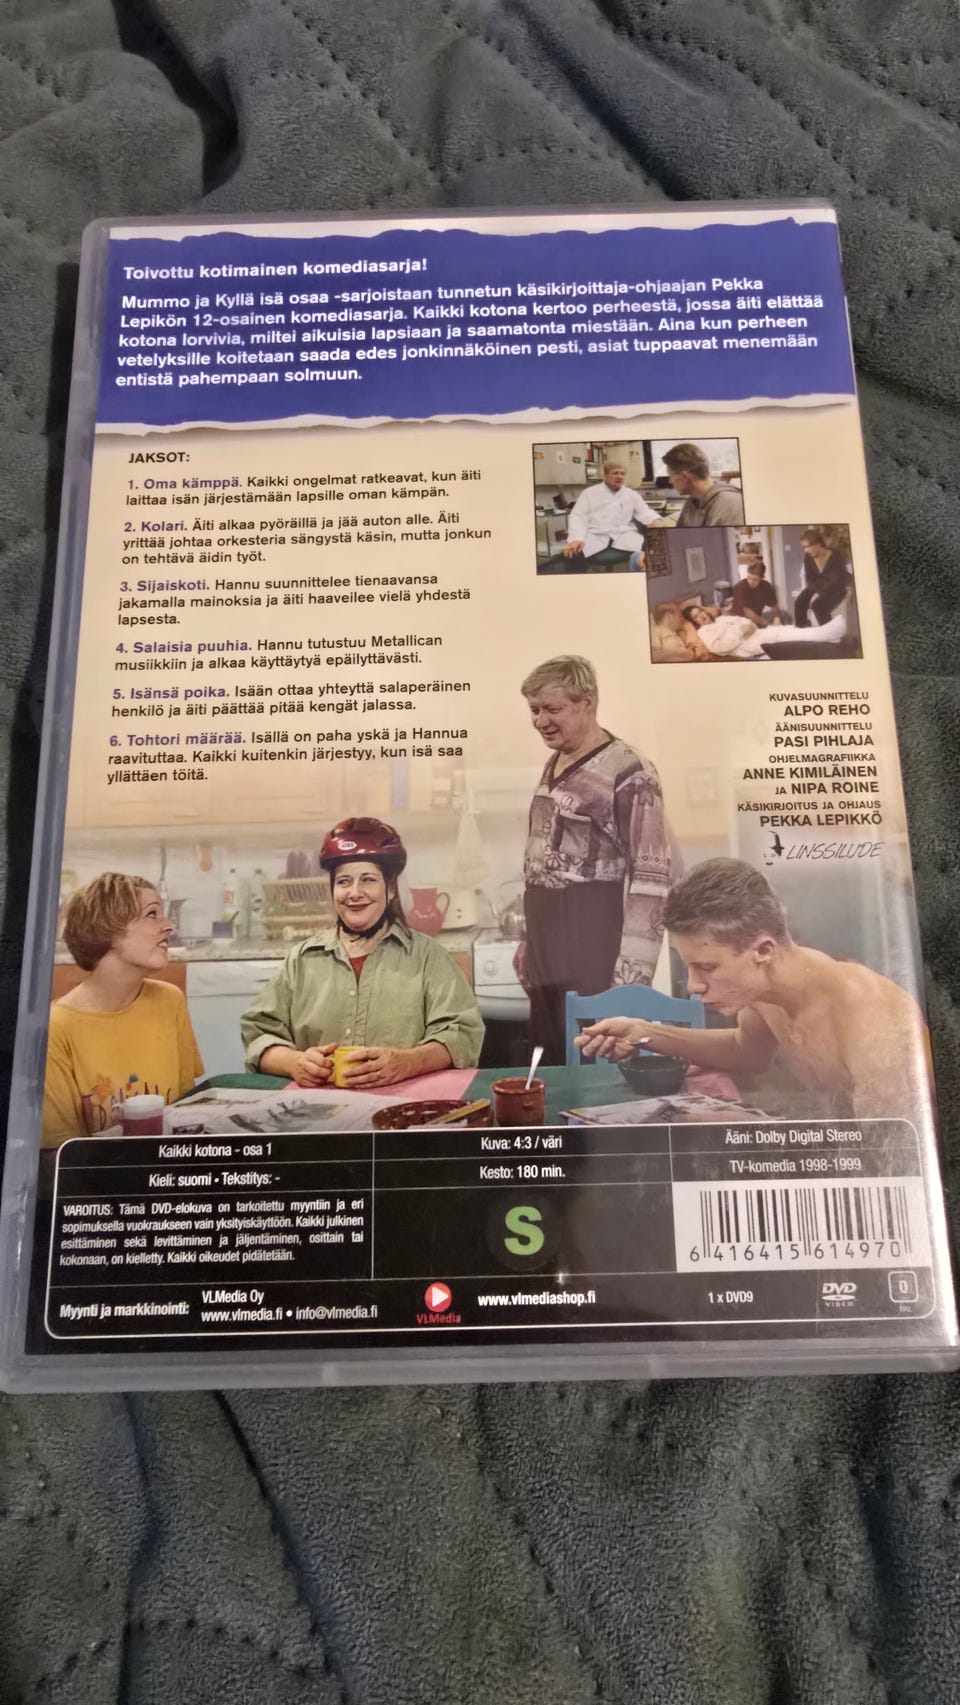 Toivottu kotimainen komediasarja!
Mummo ja Kyllä isä osaa -sarjoistaan tunnetun käsikirjoittaja-ohjaajan Pekka
Lepikön 12-osainen komediasarja. Kaikki kotona kertoo perheestä, jossa äiti elättää
kotona lorvivia, miltei aikuisia lapsiaan ja saamatonta miestään. Aina kun perheen
vetelyksille koitetaan saada edes jonkinnäköinen pesti, asiat tuppaavat menemään
entistä pahempaan solmuun.
JAKSOT:
1. Oma kämppä. Kaikki ongelmat ratkeavat, kun äiti
laittaa isän järjestämään lapsille oman kämpän.
2. Kolari. Äiti alkaa pyöräillä ja jää auton alle. Äiti
yrittää johtaa orkesteria sängystä käsin, mutta jonkun
on tehtävä äidin työt.
3. Sijaiskoti. Hannu suunnittelee tienaavansa
jakamalla mainoksia ja äiti haaveilee vielä yhdestä
lapsesta.
4. Salaisia puuhia. Hannu tutustuu Metallican
musiikkiin ja alkaa käyttäytyä epäilyttävästi.
5. Isänsä poika. Isään ottaa yhteyttä salaperäinen
henkilö ja äiti päättää pitää kengät jalassa.
6. Tohtori määrää. Isällä on paha yskä ja Hannua
raavituttaa. Kaikki kuitenkin järjestyy, kun isä saa
yllättäen töitä.
KUVASUUNNITTELU
ALPO REHO
ÄÄNISUUNNITTELU
PASI PIHLAJA
OHJELMAGRAFIIKKA
ANNE KIMILÄINEN
JA NIPA ROINE
KÄSIKIRJOITUS JA OHJAUS
PEKKA LEPIKKÖ
LINSSILUDE
Kaikki kotona - osa 1
Kieli: suomi • Tekstitys: -
VAROITUS: Tämä DVD-elokuva on tarkoitettu myyntiin ja eri
sopimuksella vuokraukseen vain yksityiskäyttöön. Kaikki julkinen
esittäminen sekä levittäminen ja jäljentäminen, osittain tai
kokonaan, on kielletty. Kaikki oikeudet pidätetään.
Kuva: 4:3 / väri
Kesto: 180 min.
S
Ääni: Dolby Digital Stereo
TV-komedia 1998-1999
6 416415 614970
Myynti ja markkinointi:
VLMedia Oy
www.vlmedia.fi • info@vlmedia.fi
VLMedia
www.vlmediashop.fi
1 x DVD9
DVD
VIDEO
0
PAL